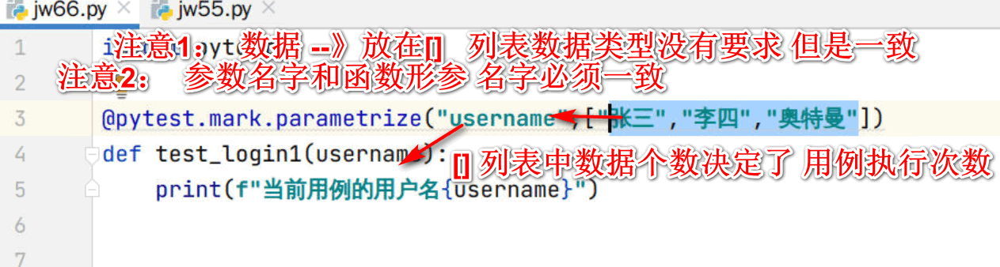 jw66.py × jw55.py ×
1 i 注意1： pyt 数据 --》放在[] 列表数据类型没有要求 但是一致
2 注意2： 参数名字和函数形参 名字必须一致
3 @pytest.mark.parametrize("username",["张三","李四","奥特曼"])
4 def test_login1(username):
[] 列表中数据个数决定了 用例执行次数
5 print(f"当前用例的用户名{username}")
6
7